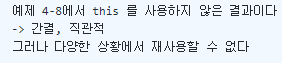 예제 4-8에서 this 를 사용하지 않은 결과이다
-> 간결, 직관적
그러나 다양한 상황에서 재사용할 수 없다